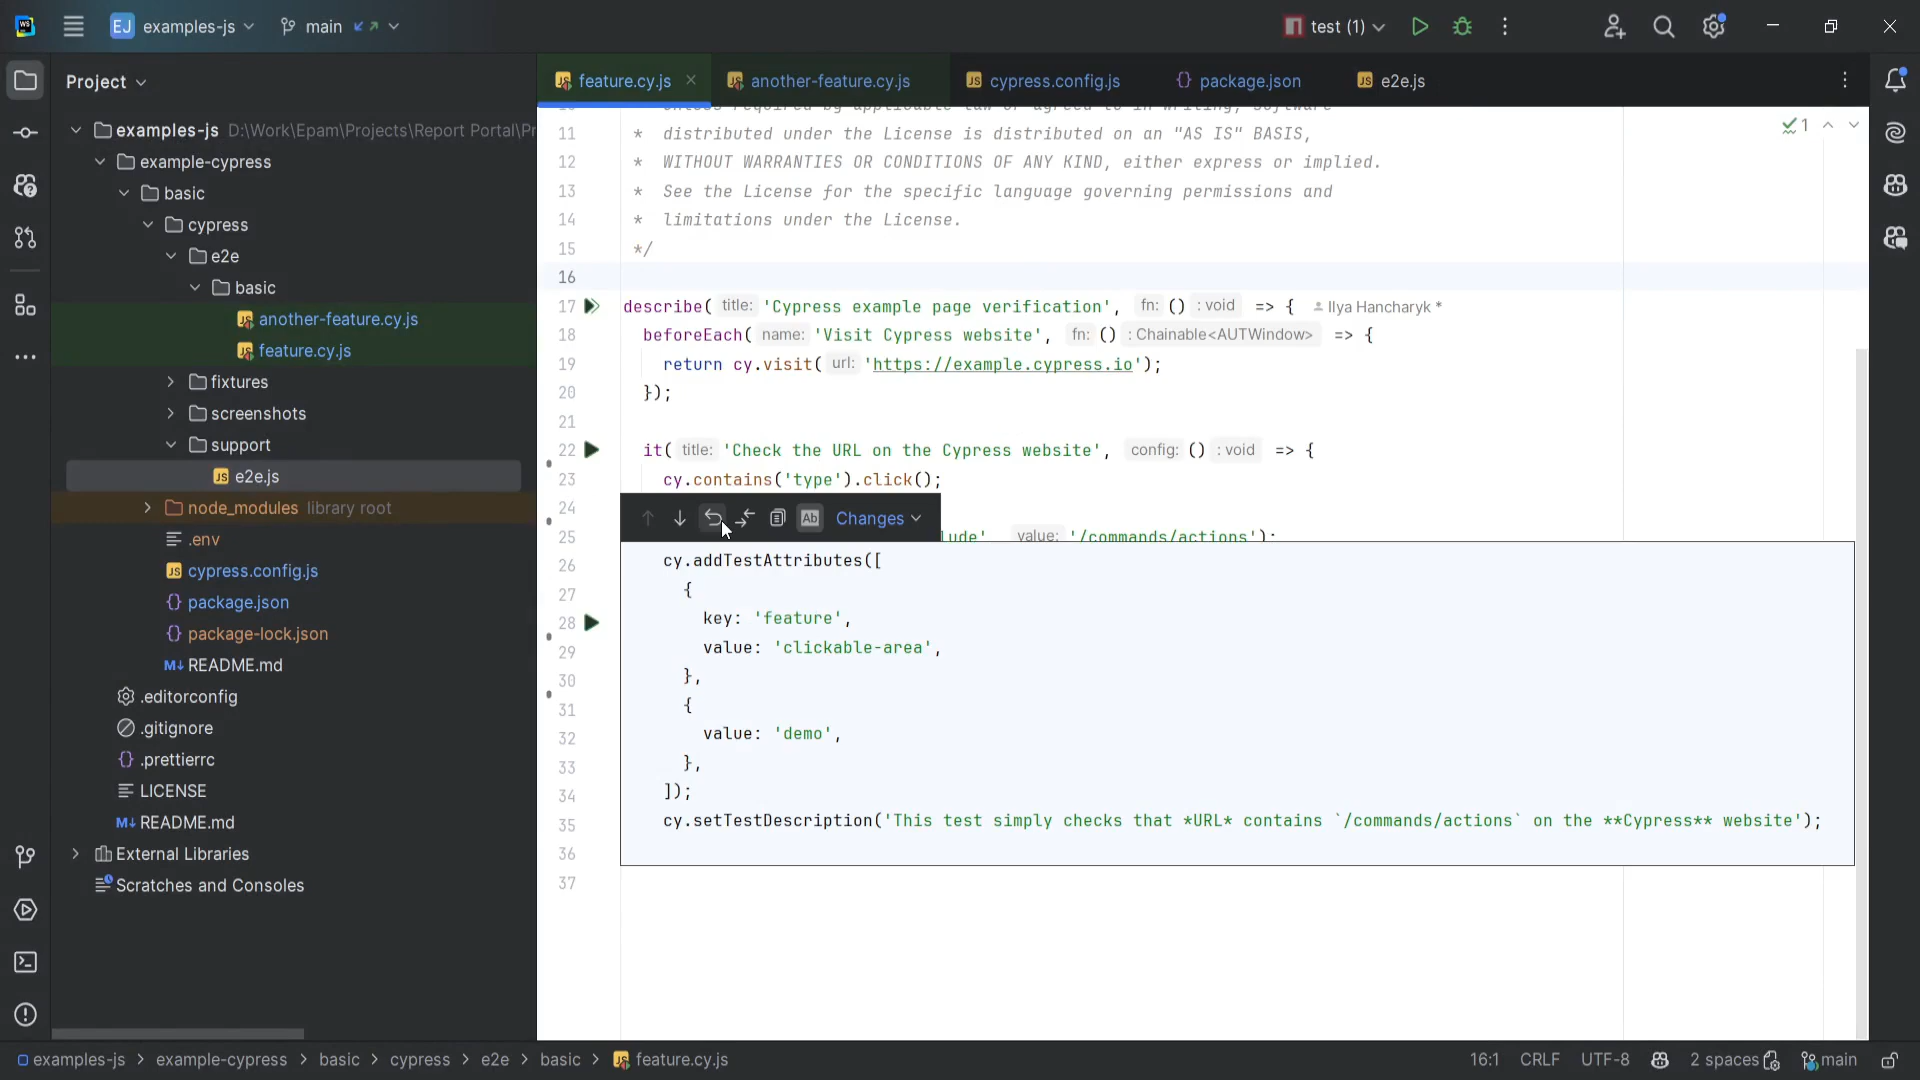 WS
EJ examples-js
main
test (1)
Project
feature.cy.js
another-feature.cy.js
cypress.config.js
package.json
e2e.js
examples-js D:\Work\Epam\Projects\Report Portal\Pr
example-cypress
basic
cypress
e2e
basic
another-feature.cy.js
feature.cy.js
fixtures
screenshots
support
e2e.js
node_modules library root
.env
cypress.config.js
package.json
package-lock.json
README.md
.editorconfig
.gitignore
.prettierrc
LICENSE
README.md
External Libraries
Scratches and Consoles
1
11 * distributed under the License is distributed on an "AS IS" BASIS,
12 * WITHOUT WARRANTIES OR CONDITIONS OF ANY KIND, either express or implied.
13 * See the License for the specific language governing permissions and
14 * limitations under the License.
15 */
16
17 describe( title: 'Cypress example page verification', fn: () : void => { Ilya Hancharyk *
18 beforeEach( name: 'Visit Cypress website', fn: () : Chainable<AUTWindow> => {
19 return cy.visit( url: 'https://example.cypress.io');
20 });
21
22 it( title: 'Check the URL on the Cypress website', config: () : void => {
23 cy.contains('type').click();
24 Ab Changes
25 lude' value: '/commands/actions');
26 cy.addTestAttributes([
27 {
28 key: 'feature',
29 value: 'clickable-area',
30 },
31 {
32 value: 'demo',
33 },
34 ]);
35 cy.setTestDescription('This test simply checks that *URL* contains `/commands/actions` on the **Cypress** website');
36
37
examples-js > example-cypress > basic > cypress > e2e > basic > feature.cy.js
16:1 CRLF UTF-8 2 spaces main